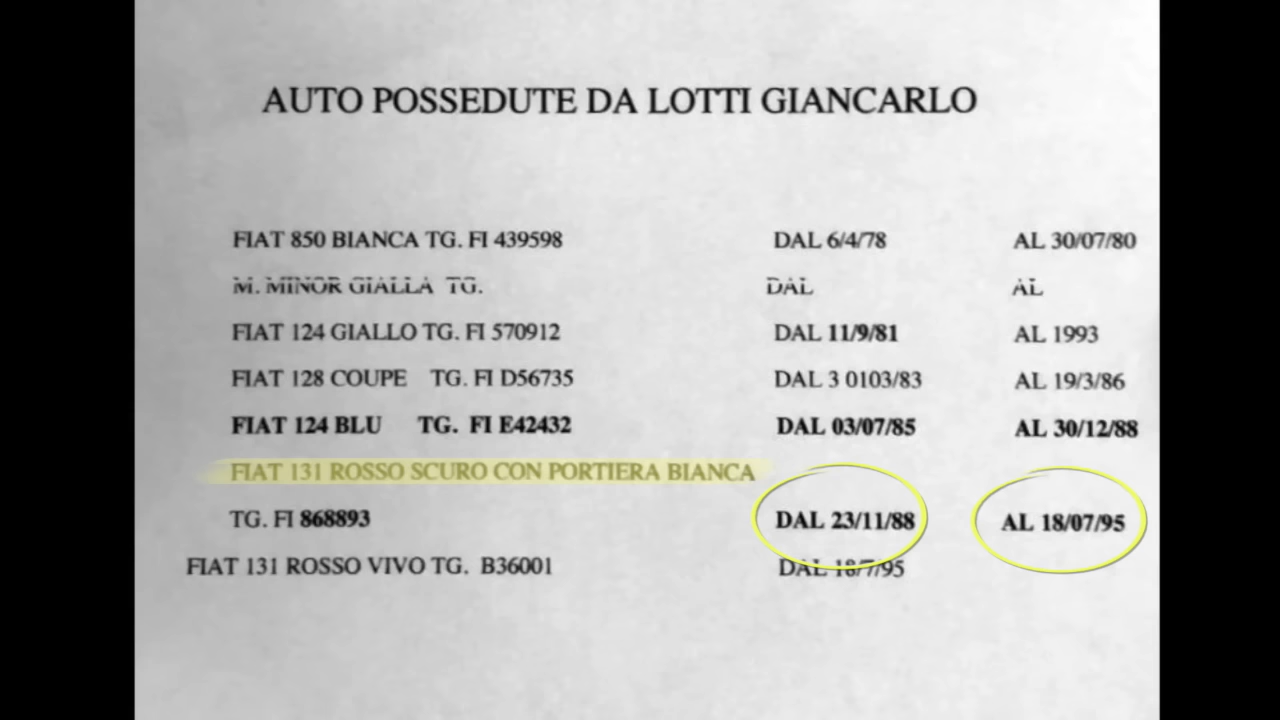 AUTO POSSEDUTE DA LOTTI GIANCARLO
FIAT 850 BIANCA TG. FI 439598 DAL 6/4/78 AL 30/07/80
M. MINOR GIALLA TG. DAL AL
FIAT 124 GIALLO TG. FI 570912 DAL 11/9/81 AL 1993
FIAT 128 COUPE TG. FI D56735 DAL 3 0103/83 AL 19/3/86
FIAT 124 BLU TG. FI E42432 DAL 03/07/85 AL 30/12/88
FIAT 131 ROSSO SCURO CON PORTIERA BIANCA
TG. FI 868893 DAL 23/11/88 AL 18/07/95
FIAT 131 ROSSO VIVO TG. B36001 DAL 18/7/95